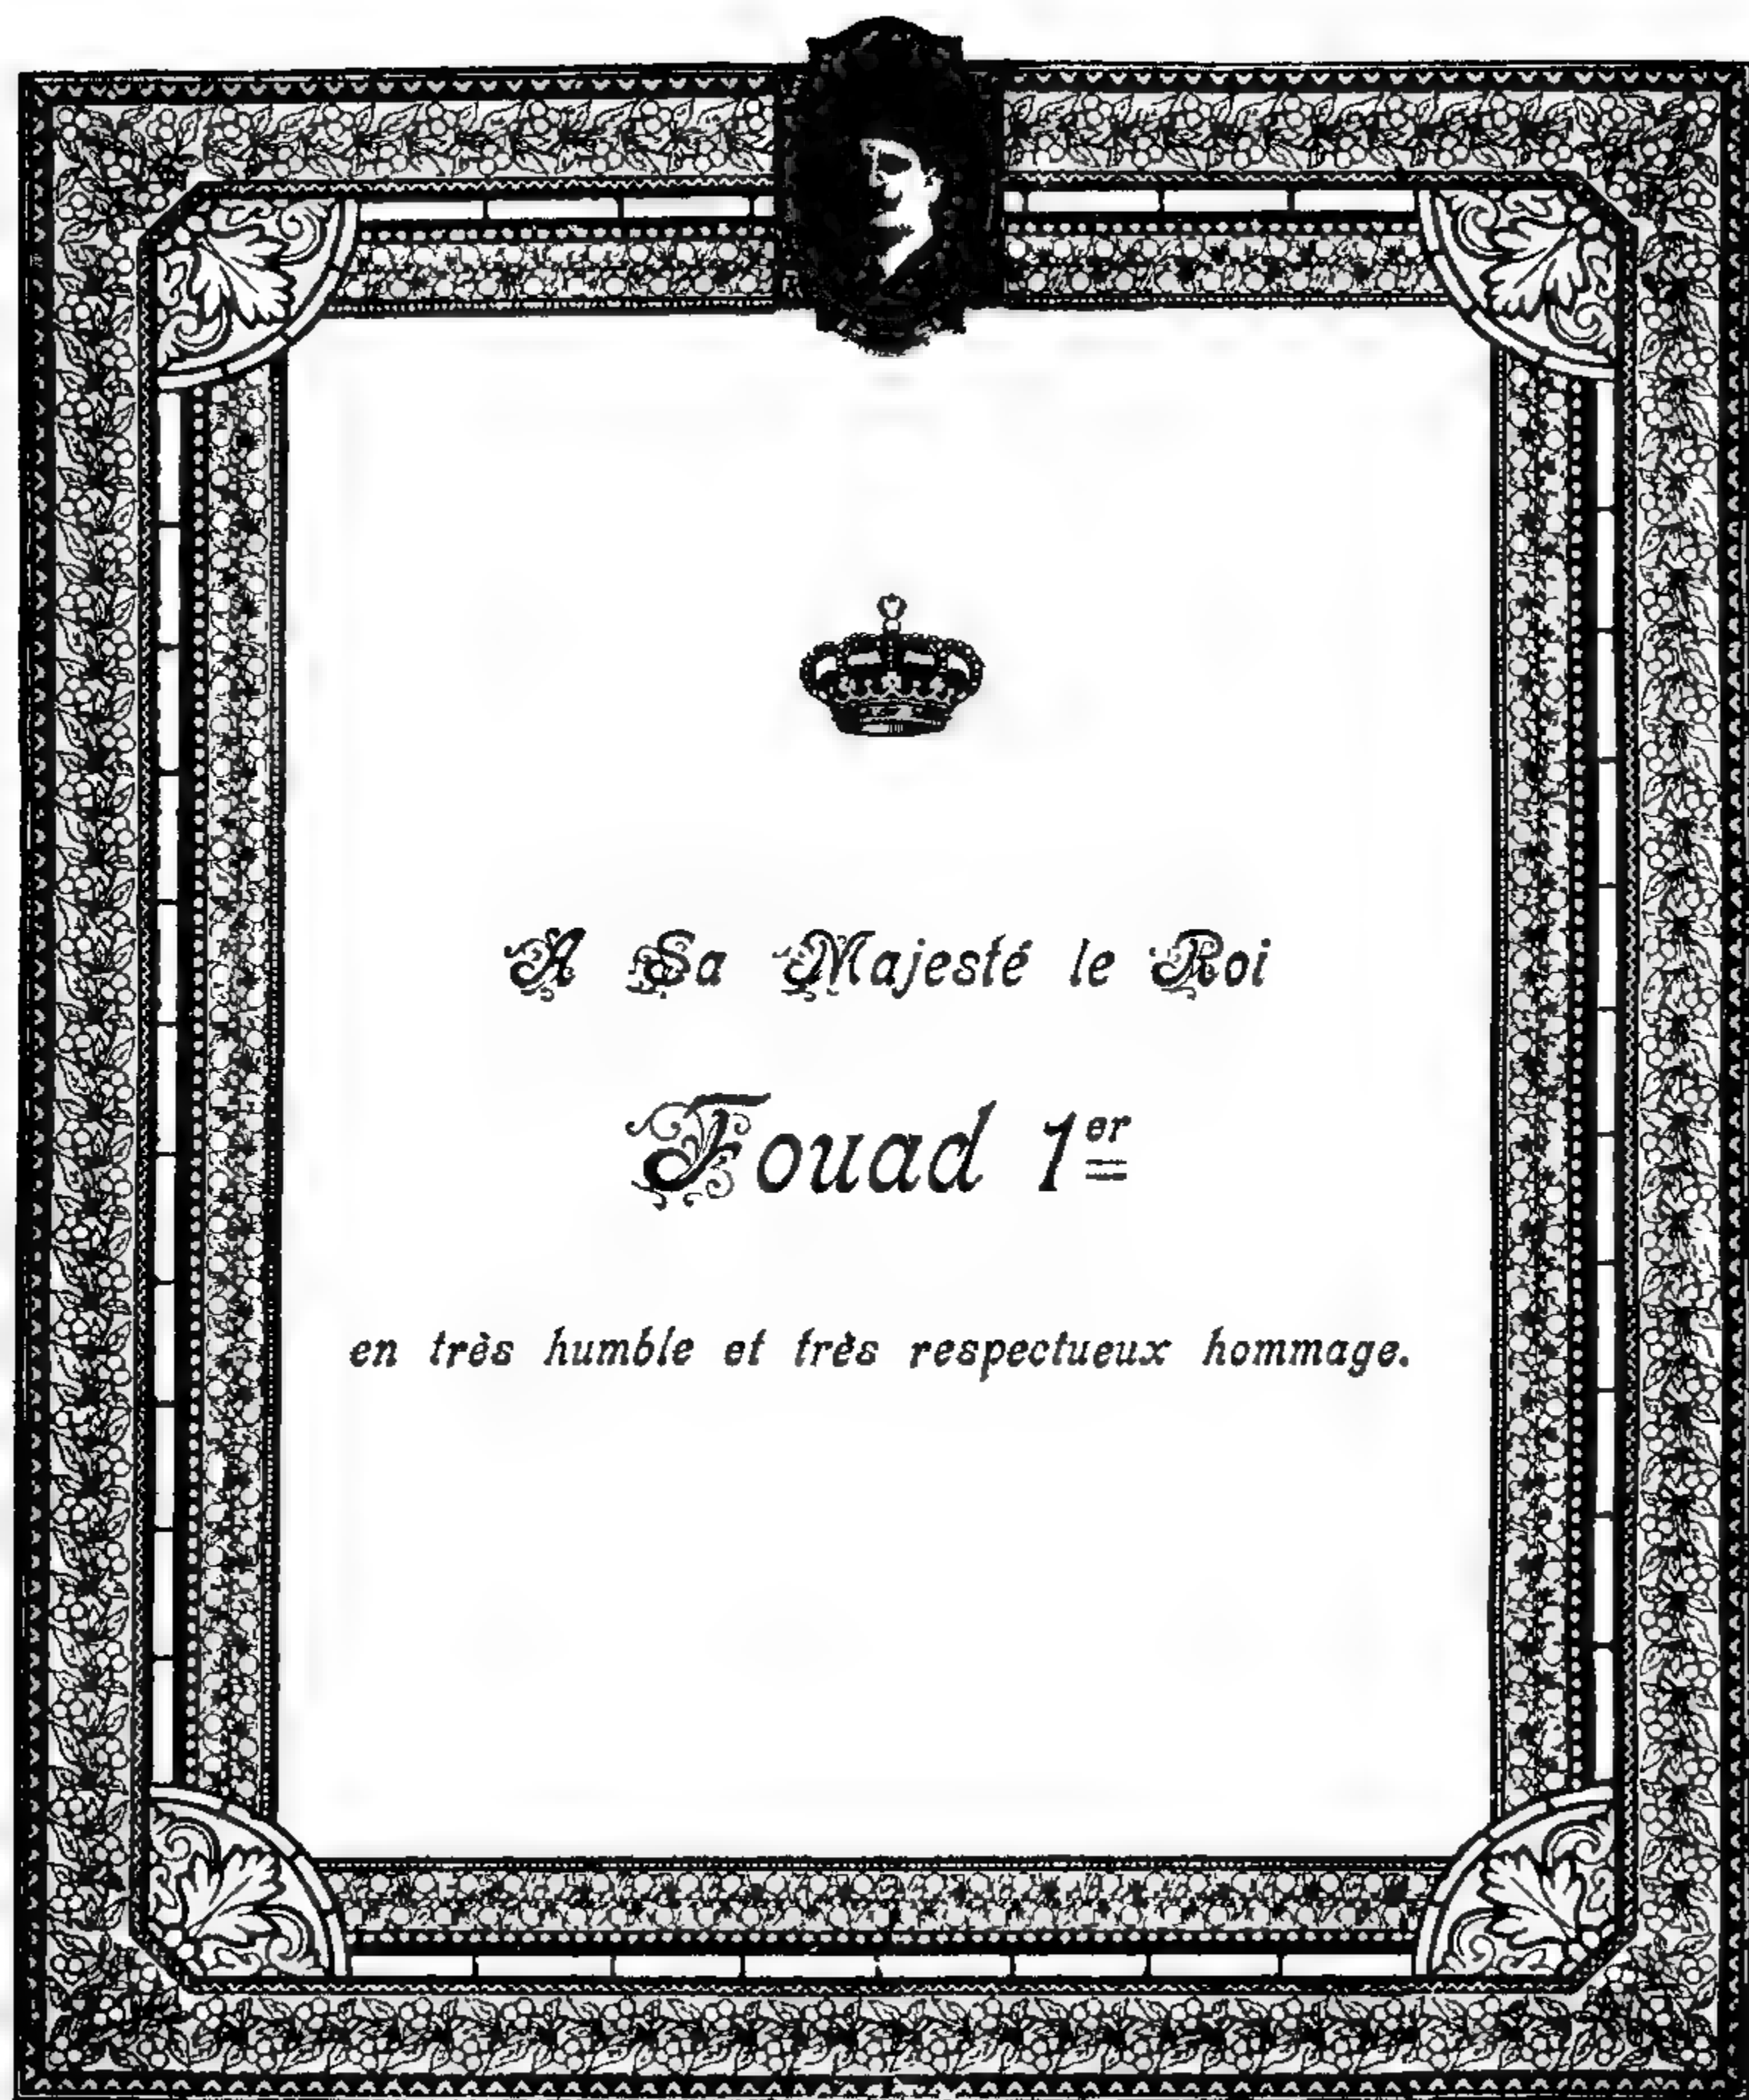 A Sa Majesté le Roi
Fouad 1er
en très humble et très respectueux hommage.